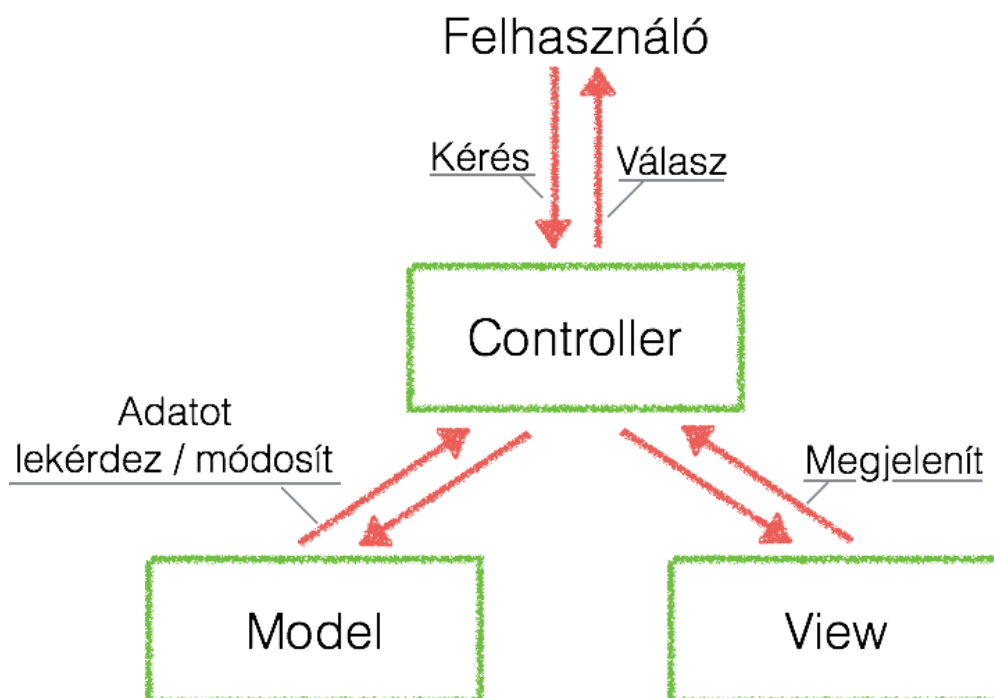 Felhasználó
Kérés
Válasz
Controller
Adatot
lekérdez / módosít
Megjelenít
Model
View